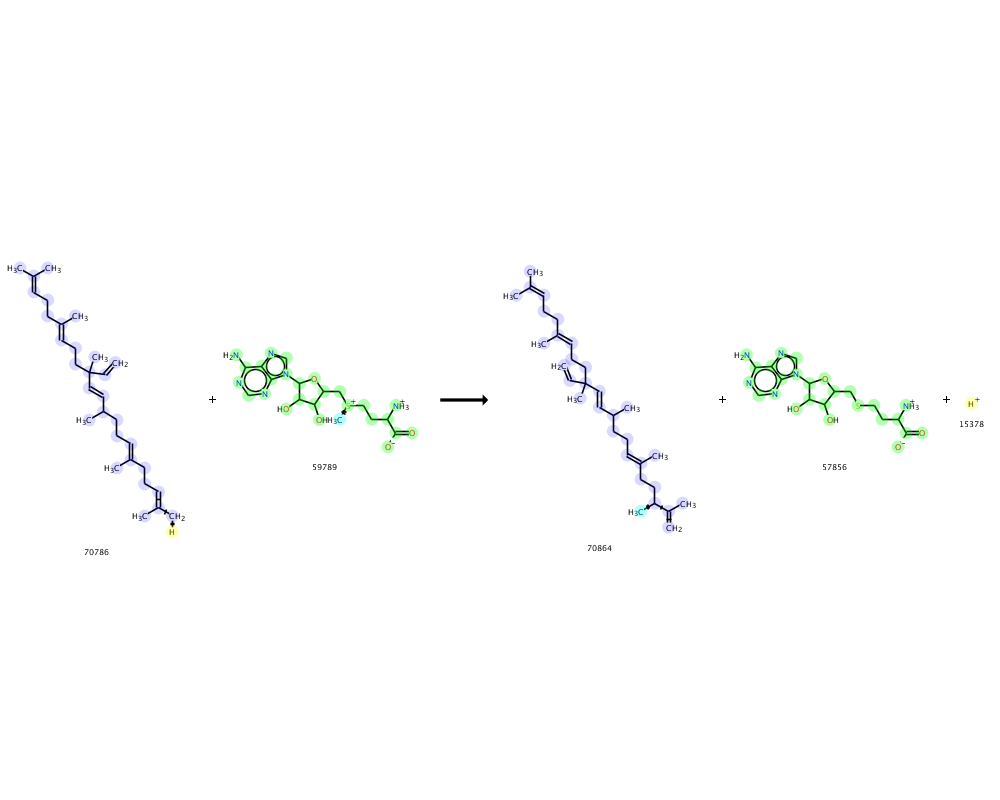 H₃C CH₃
CH₃
CH₃ CH₂
H₃C
H₃C
H₃C CH₂
H
70786
+
H₂N N N N N O HO OH S⁺ H₃C NH₃⁺ O O⁻
59789
CH₃
H₃C
H₃C
H₂C
H₃C
CH₃
CH₃
H₃C CH₃
CH₂
70864
+
H₂N N N N N O HO OH S NH₃⁺ O O⁻
57856
+
H⁺
15378